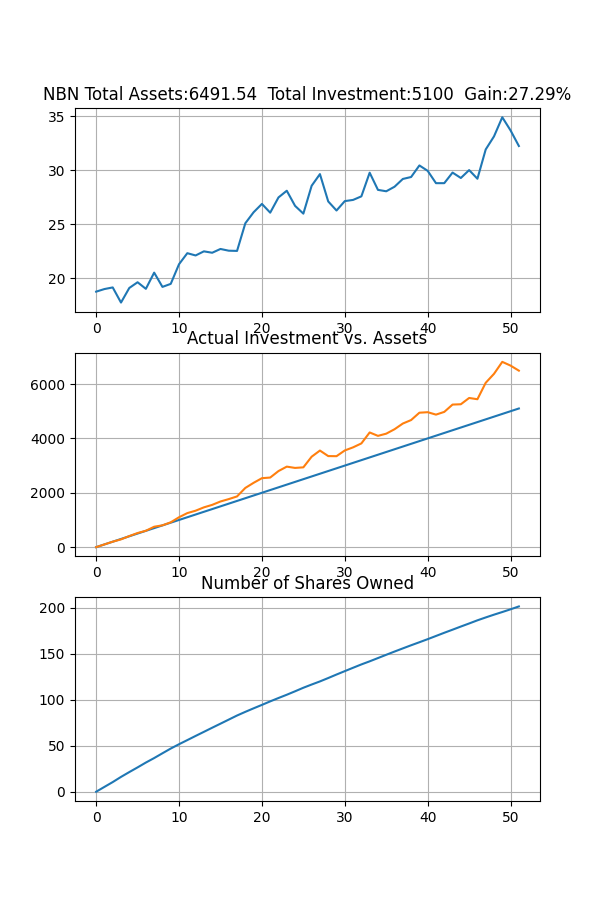 NBN Total Assets:6491.54  Total Investment:5100  Gain:27.29%
35
30
25
20
0 10 20 30 40 50
Actual Investment vs. Assets
6000
4000
2000
0
0 10 20 30 40 50
Number of Shares Owned
200
150
100
50
0
0 10 20 30 40 50